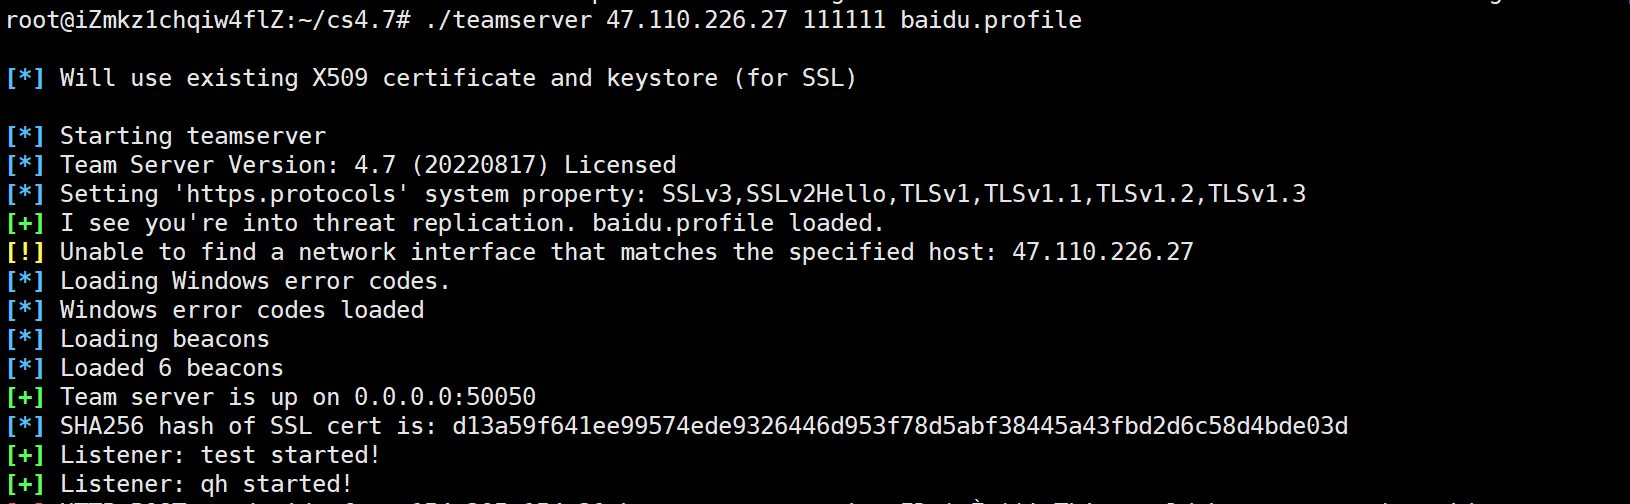 root@iZmkz1chqiw4flZ:~/cs4.7# ./teamserver 47.110.226.27 111111 baidu.profile
[*] Will use existing X509 certificate and keystore (for SSL)
[*] Starting teamserver
[*] Team Server Version: 4.7 (20220817) Licensed
[*] Setting 'https.protocols' system property: SSLv3,SSLv2Hello,TLSv1,TLSv1.1,TLSv1.2,TLSv1.3
[+] I see you're into threat replication. baidu.profile loaded.
[!] Unable to find a network interface that matches the specified host: 47.110.226.27
[*] Loading Windows error codes.
[*] Windows error codes loaded
[*] Loading beacons
[*] Loaded 6 beacons
[+] Team server is up on 0.0.0.0:50050
[*] SHA256 hash of SSL cert is: d13a59f641ee99574ede9326446d953f78d5abf38445a43fbd2d6c58d4bde03d
[+] Listener: test started!
[+] Listener: qh started!